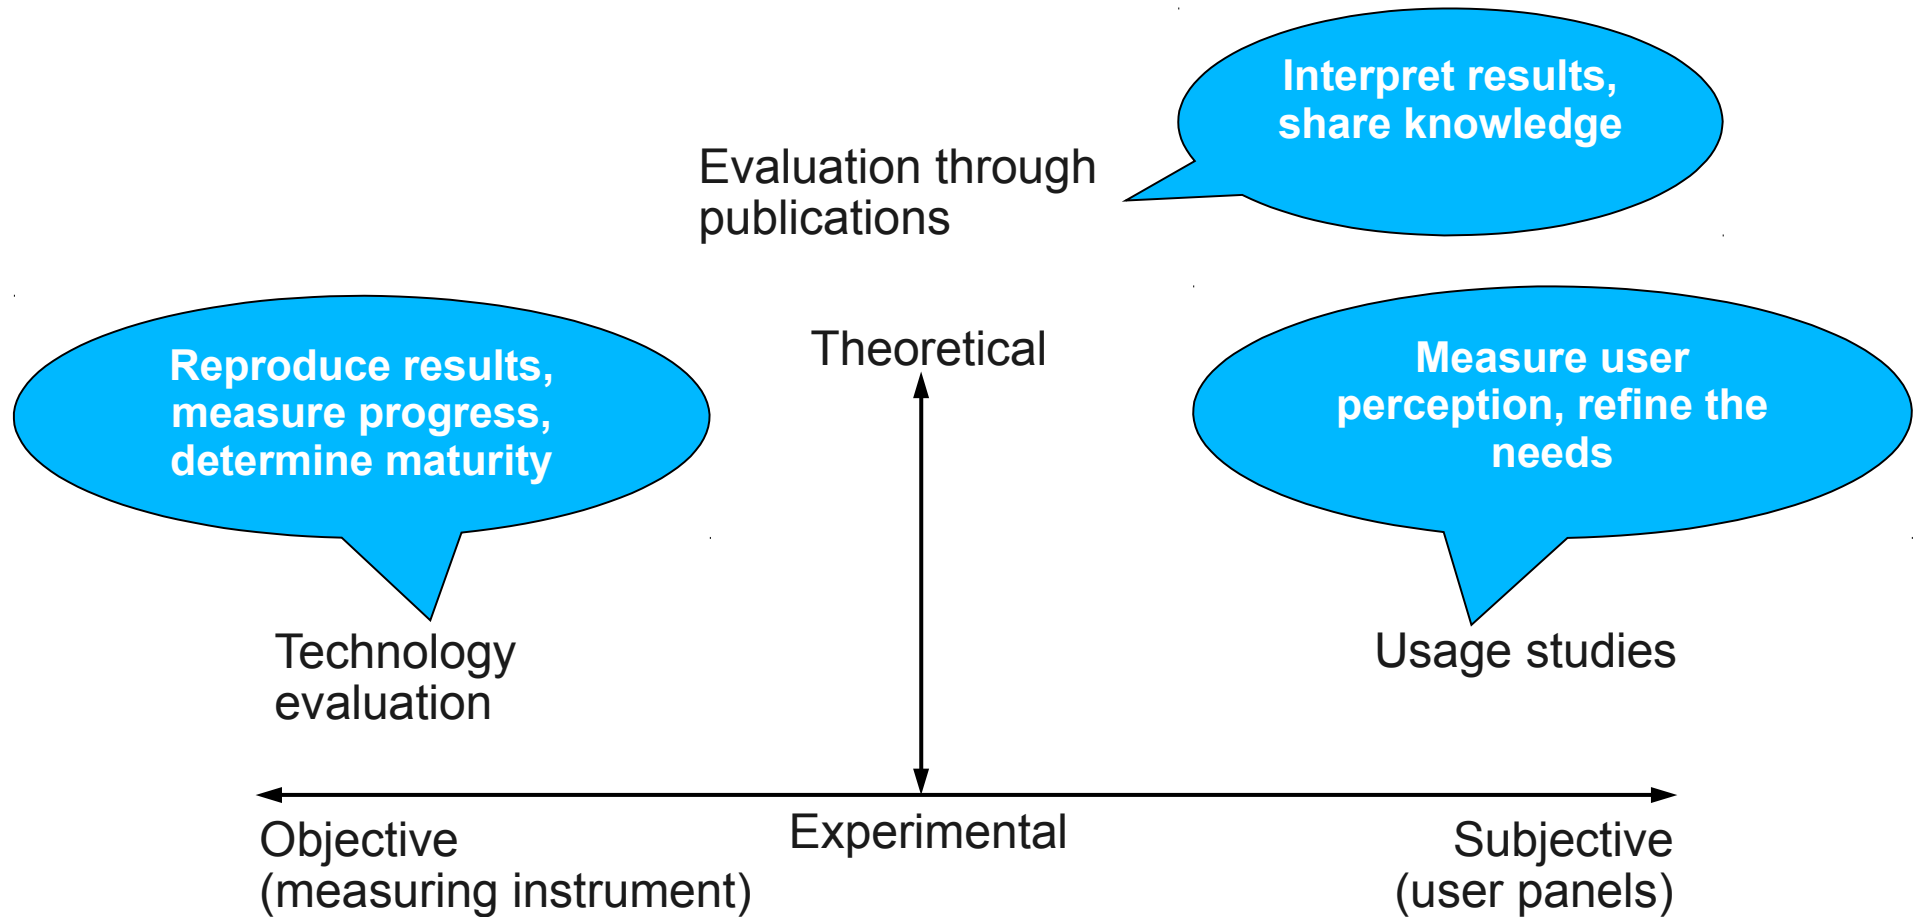 Interpret results,
share knowledge
Evaluation through
publications
Reproduce results,
measure progress,
determine maturity
Theoretical
Measure user
perception, refine the
needs
Technology
evaluation
Usage studies
Objective
(measuring instrument)
Experimental
Subjective
(user panels)